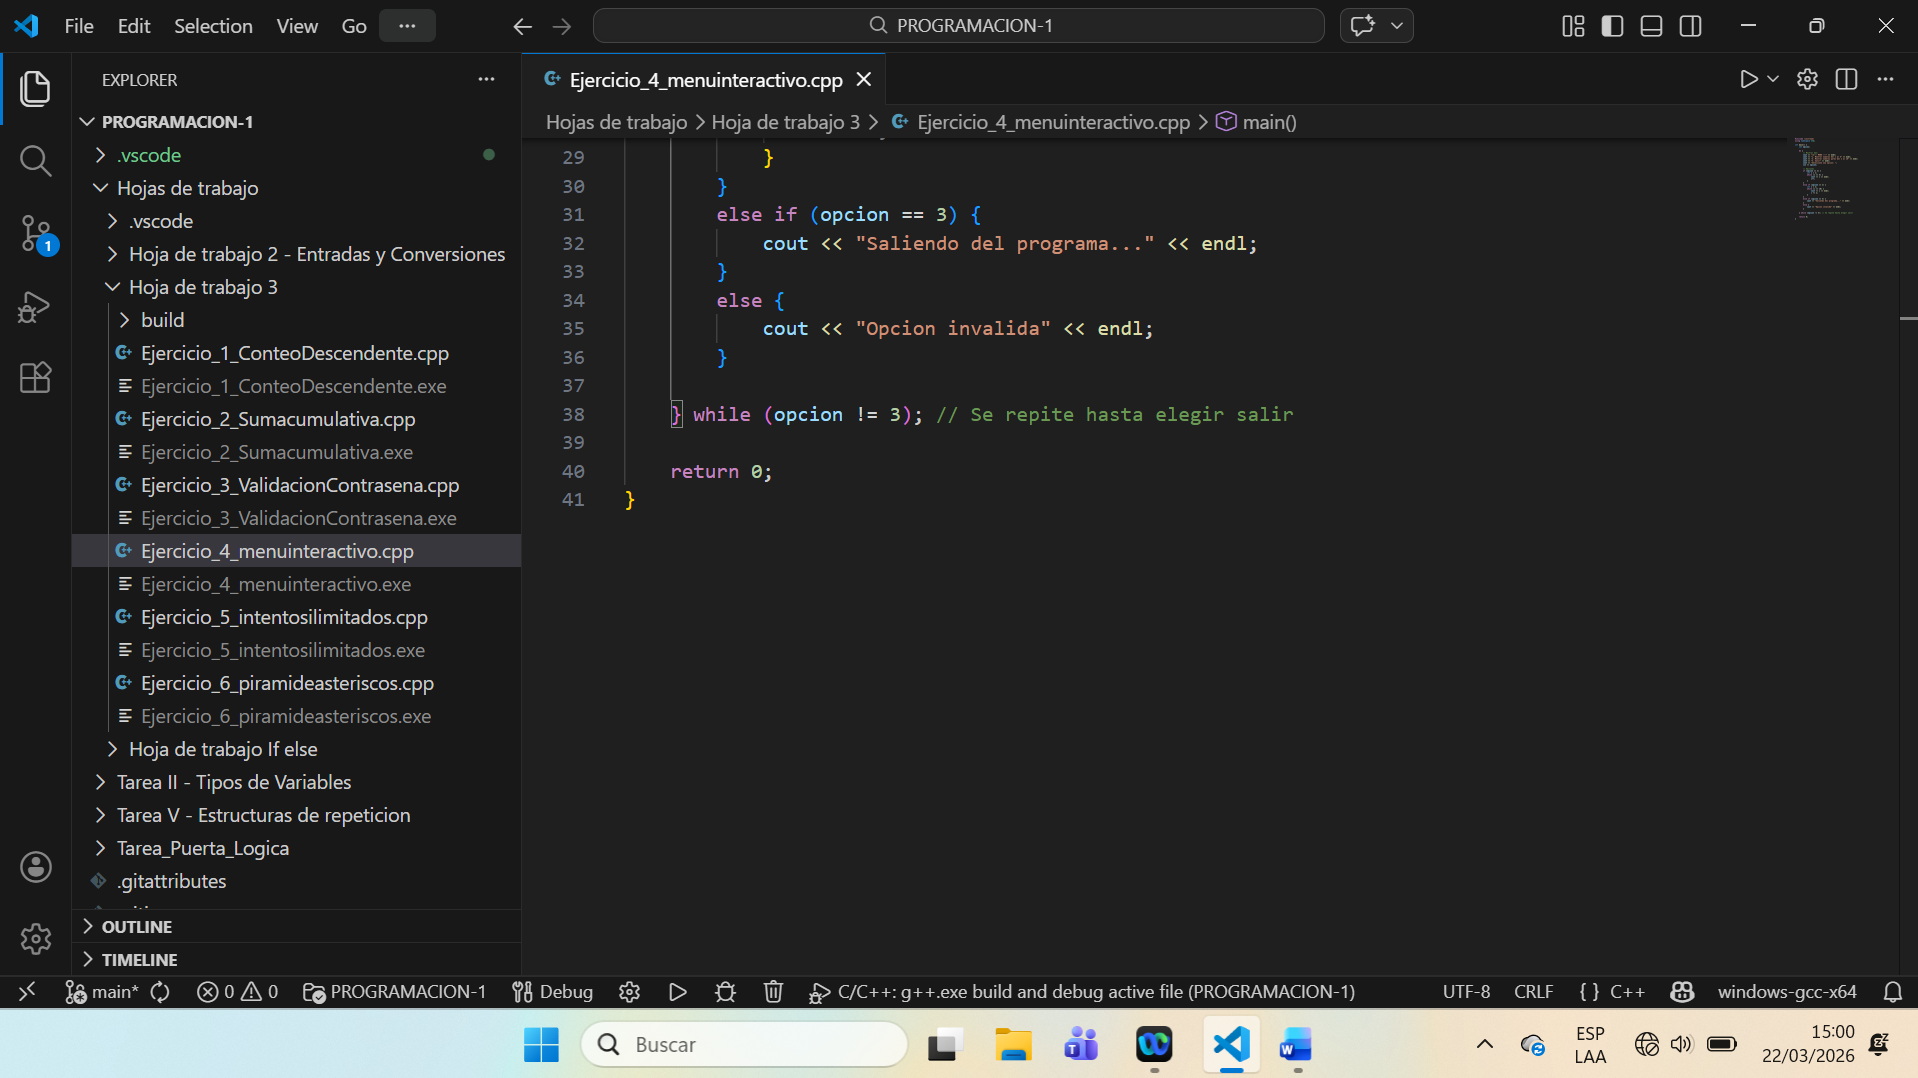 File Edit Selection View Go ···
PROGRAMACION-1
EXPLORER
PROGRAMACION-1
.vscode
Hojas de trabajo
.vscode
Hoja de trabajo 2 - Entradas y Conversiones
Hoja de trabajo 3
build
Ejercicio_1_ConteoDescendente.cpp
Ejercicio_1_ConteoDescendente.exe
Ejercicio_2_Sumacumulativa.cpp
Ejercicio_2_Sumacumulativa.exe
Ejercicio_3_ValidacionContrasena.cpp
Ejercicio_3_ValidacionContrasena.exe
Ejercicio_4_menuinteractivo.cpp
Ejercicio_4_menuinteractivo.exe
Ejercicio_5_intentosilimitados.cpp
Ejercicio_5_intentosilimitados.exe
Ejercicio_6_piramideasteriscos.cpp
Ejercicio_6_piramideasteriscos.exe
Hoja de trabajo If else
Tarea II - Tipos de Variables
Tarea V - Estructuras de repeticion
Tarea_Puerta_Logica
.gitattributes
OUTLINE
TIMELINE
1
Ejercicio_4_menuinteractivo.cpp
Hojas de trabajo > Hoja de trabajo 3 > Ejercicio_4_menuinteractivo.cpp > main()
29 }
30 }
31 else if (opcion == 3) {
32 cout << "Saliendo del programa..." << endl;
33 }
34 else {
35 cout << "Opcion invalida" << endl;
36 }
37
38 } while (opcion != 3); // Se repite hasta elegir salir
39
40 return 0;
41 }
main* 0 0 PROGRAMACION-1 Debug C/C++: g++.exe build and debug active file (PROGRAMACION-1) UTF-8 CRLF {} C++ windows-gcc-x64
Buscar
ESP
LAA
15:00
22/03/2026